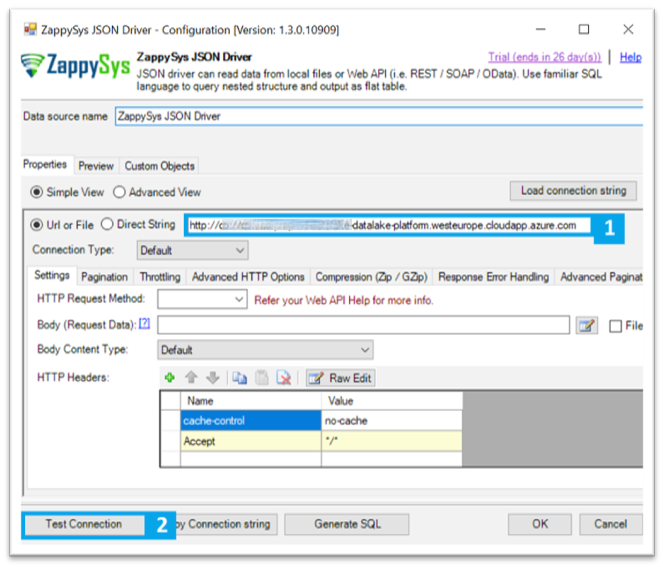 ZappySys JSON Driver - Configuration [Version: 1.3.0.10909]
ZappySys
ZappySys JSON Driver
Trial (ends in 26 day(s)) | Help
JSON driver can read data from local files or Web API (i.e. REST / SOAP / OData). Use familiar SQL
language to query nested structure and output as flat table.
Data source name ZappySys JSON Driver
Properties Preview Custom Objects
Simple View Advanced View Load connection string
Url or File Direct String http://c -datalake-platform.westeurope.cloudapp.azure.com 1
Connection Type: Default
Settings Pagination Throttling Advanced HTTP Options Compression (Zip / GZip) Response Error Handling Advanced Paginat
HTTP Request Method: Refer your Web API Help for more info.
Body (Request Data): [?] File
Body Content Type: Default
HTTP Headers: Raw Edit
Name Value
cache-control no-cache
Accept */*
Test Connection 2 y Connection string Generate SQL OK Cancel